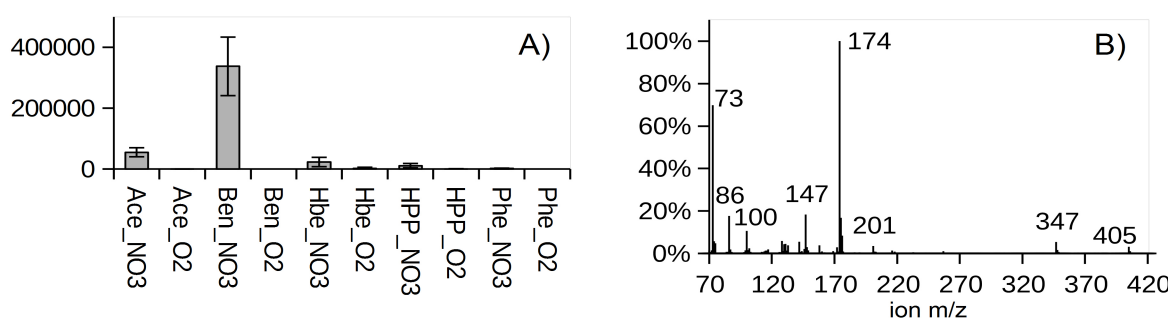 A)
400000
200000
0
Ace_NO3
Ace_O2
Ben_NO3
Ben_O2
Hbe_NO3
Hbe_O2
HPP_NO3
HPP_O2
Phe_NO3
Phe_O2
B)
100%
80%
60%
40%
20%
0%
174
73
86
100
147
201
347
405
70
120
170
220
270
320
370
420
ion m/z